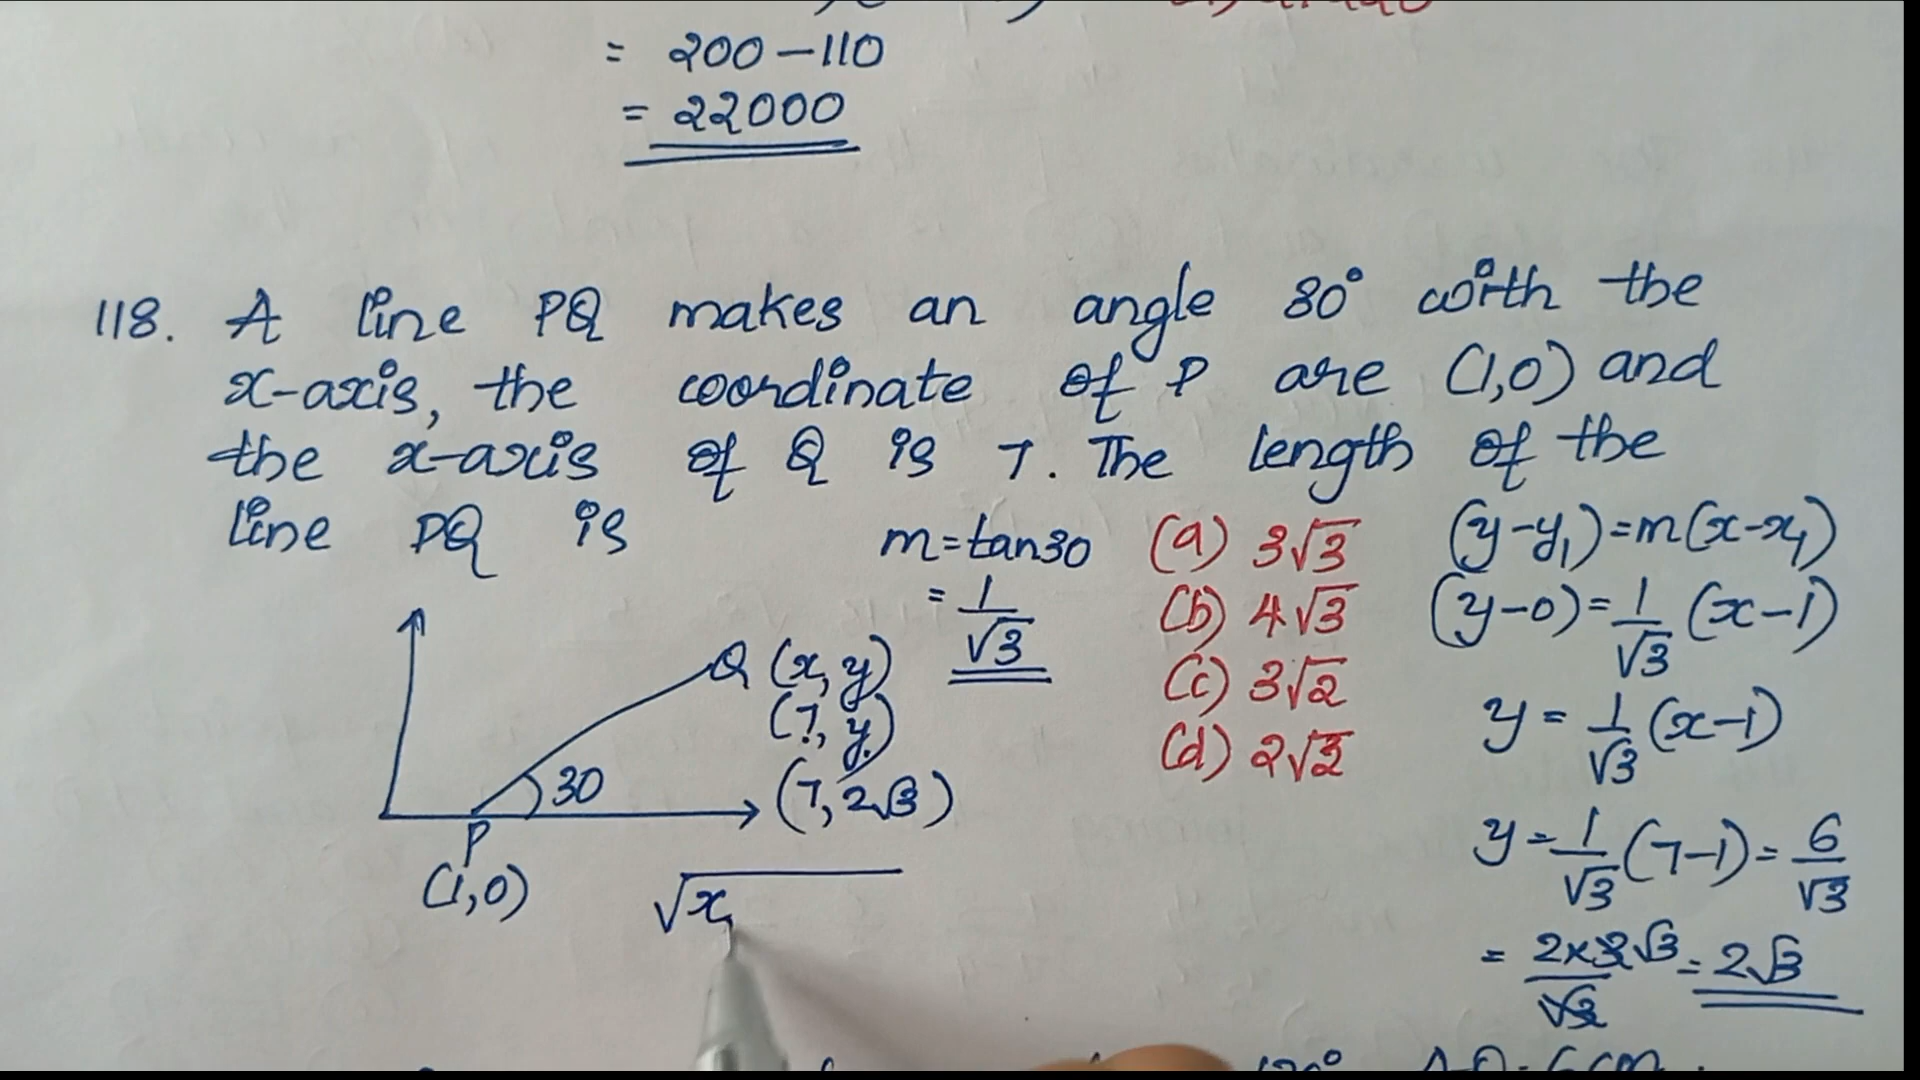 = 200-110
= 22000
118. A line PQ makes an angle 30° with the
x-axis, the coordinate of P are (1,0) and
the x-axis of Q is 7. The length of the
line PQ is
m=tan30
= 1/√3
(a) 3√3
(b) 4√3
(c) 3√2
(d) 2√2
(y-y₁)=m(x-x₁)
(y-0)=1/√3 (x-1)
y = 1/√3 (x-1)
y=1/√3 (7-1)= 6/√3
= 2×3√3/√3 = 2√3
Q (x,y)
(7,y)
(7,2√3)
30
P
(1,0)
√x₁